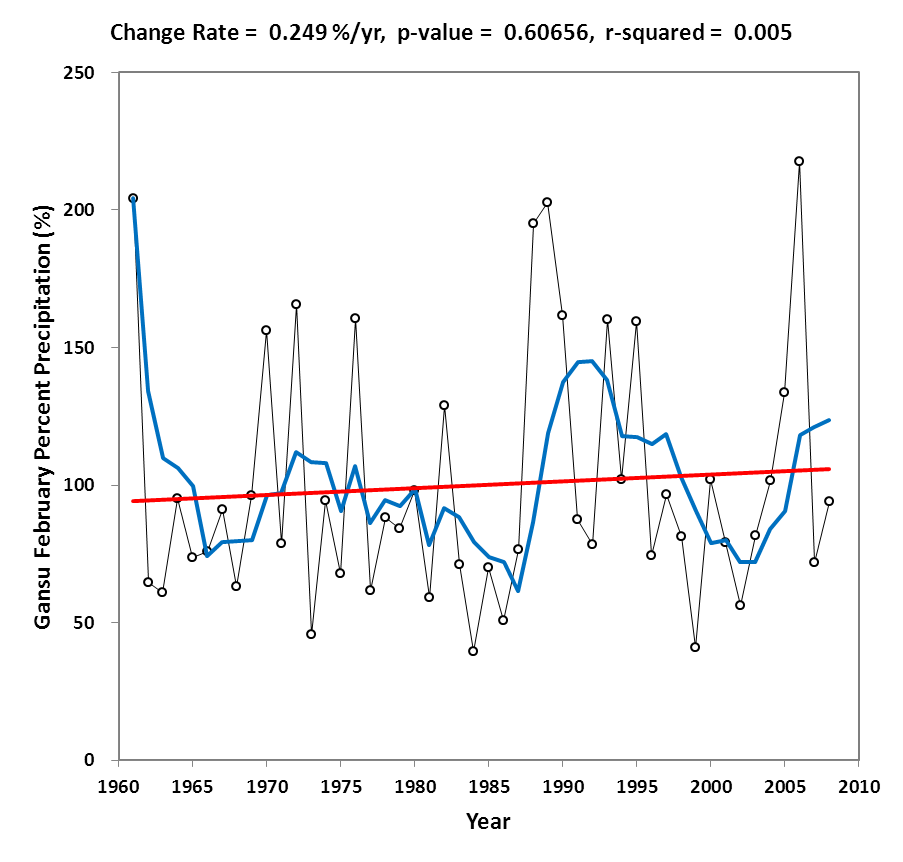 Change Rate = 0.249 %/yr, p-value = 0.60656, r-squared = 0.005
Gansu February Percent Precipitation (%)
250
200
150
100
50
0
1960 1965 1970 1975 1980 1985 1990 1995 2000 2005 2010
Year